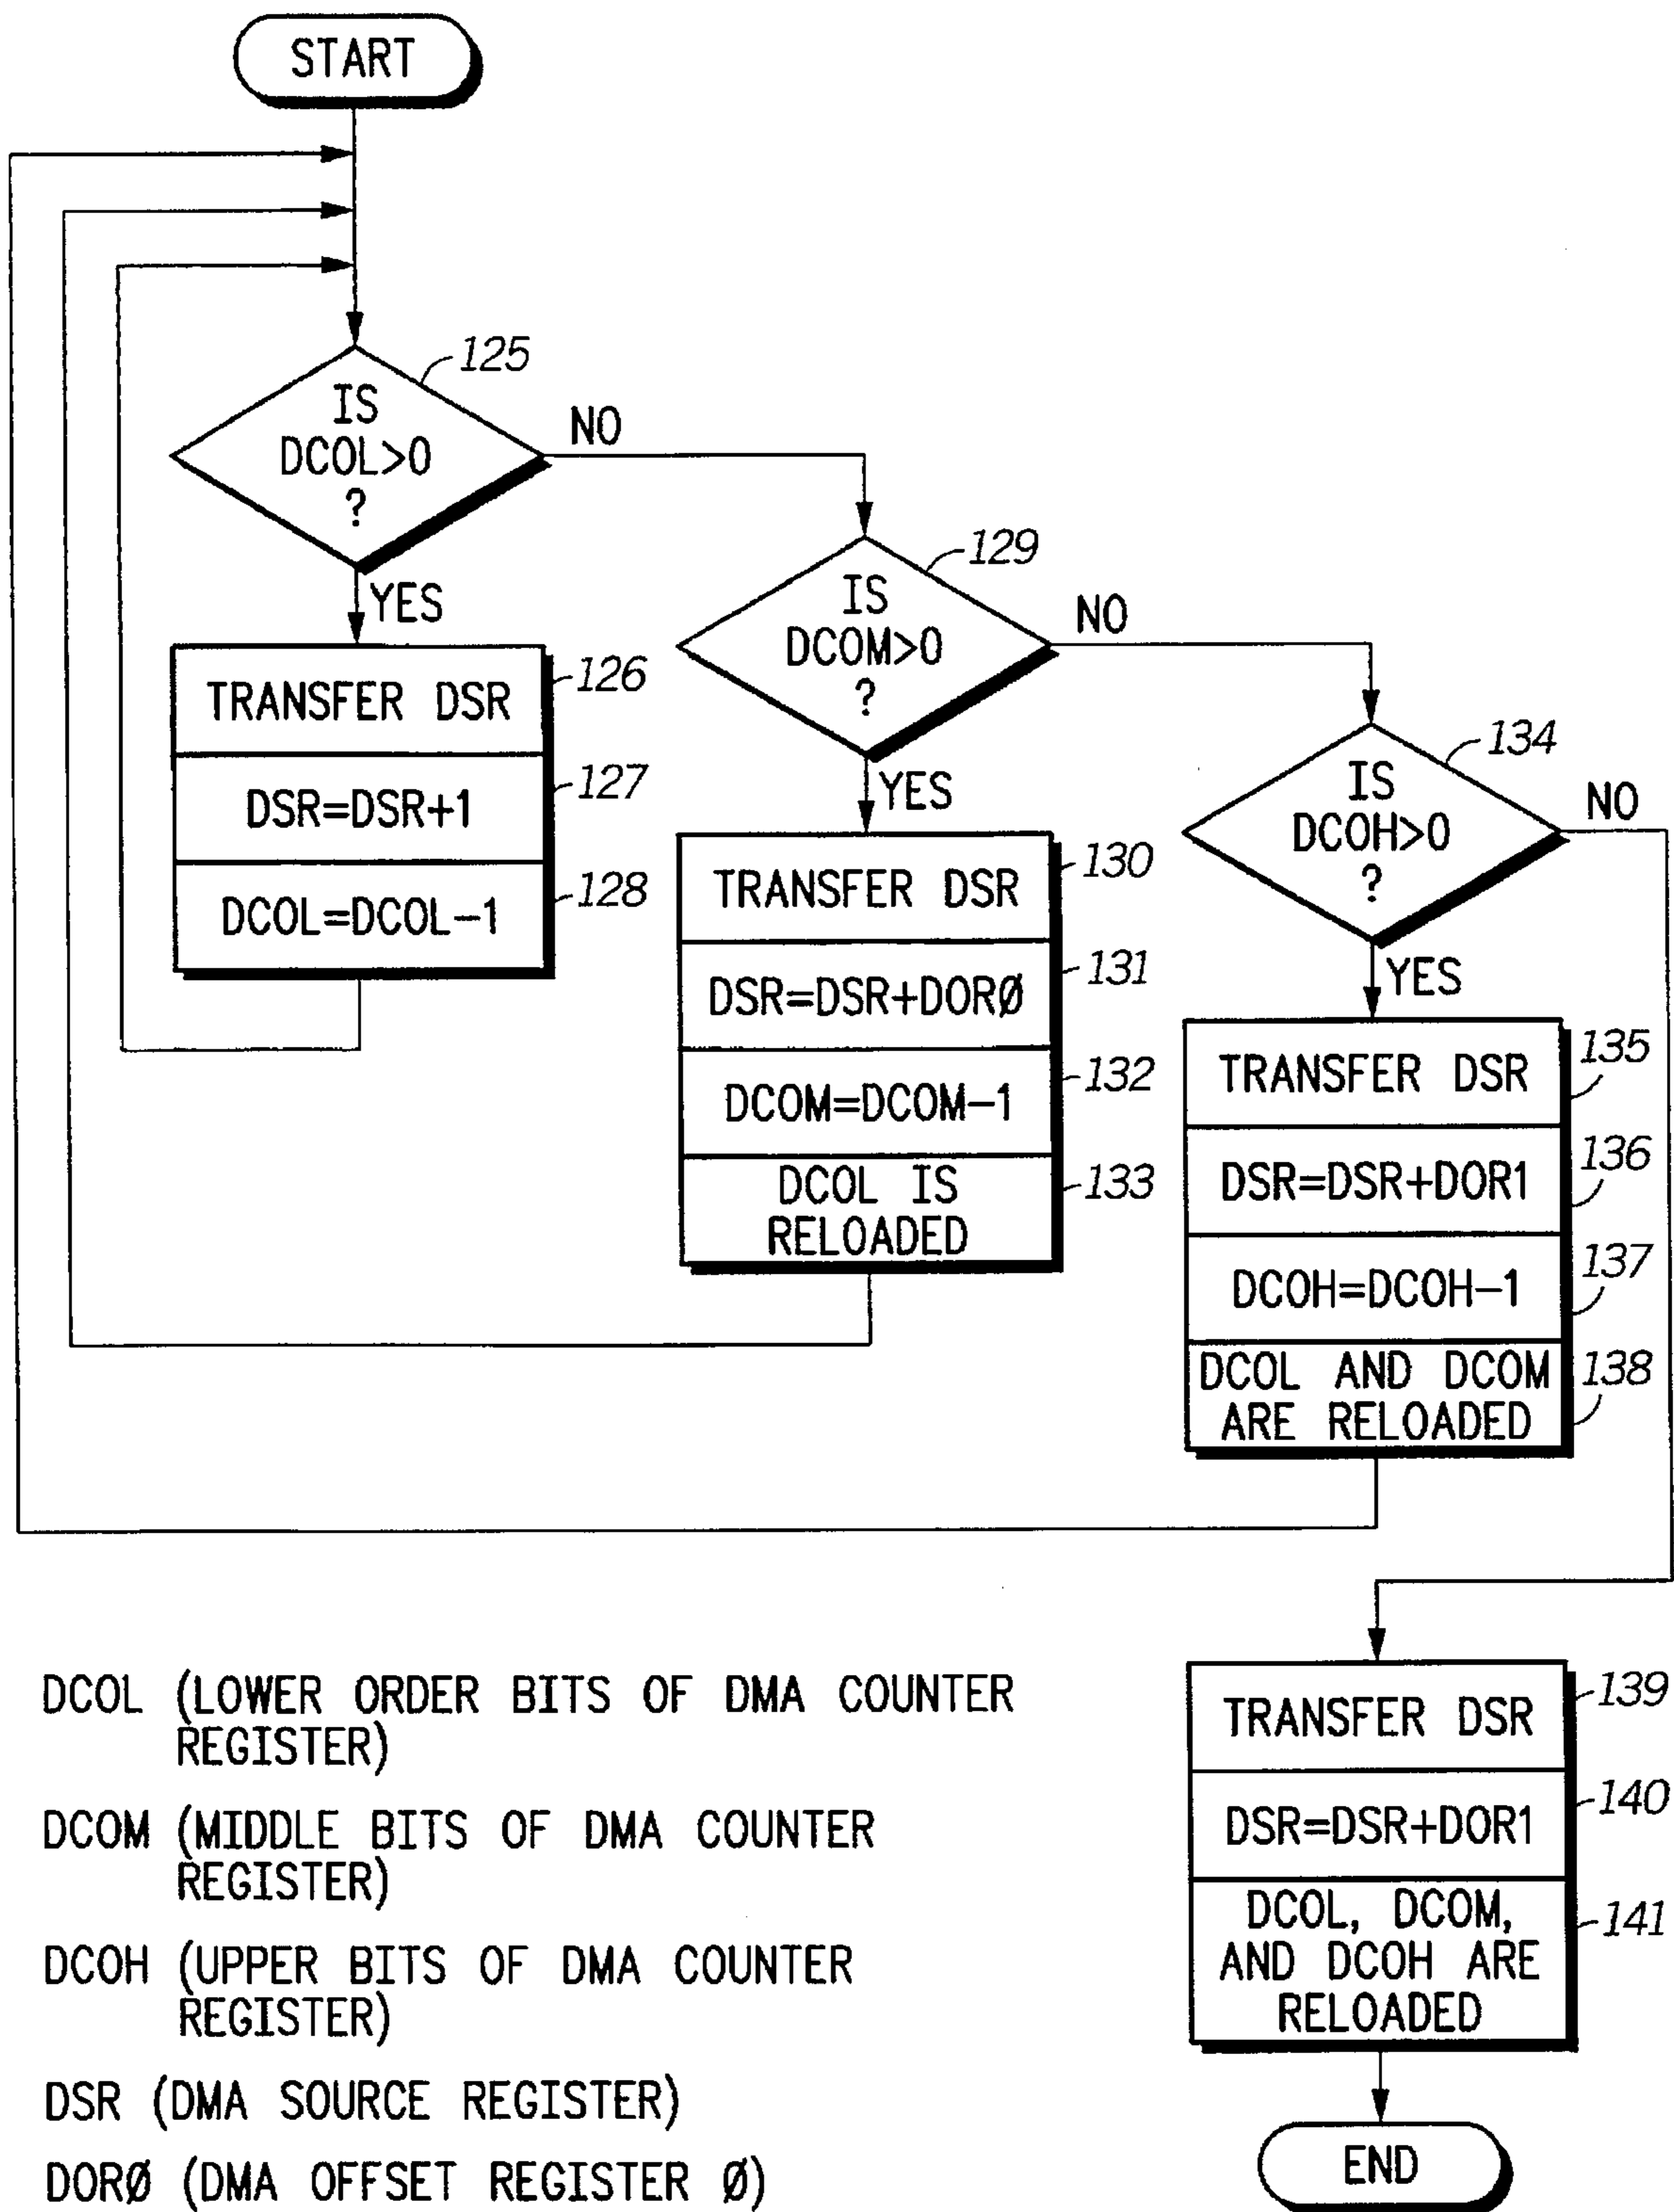 START
125
IS
DCOL>0
?
NO
YES
TRANSFER DSR
126
DSR=DSR+1
127
DCOL=DCOL-1
128
129
IS
DCOM>0
?
NO
YES
TRANSFER DSR
130
DSR=DSR+DORØ
131
DCOM=DCOM-1
132
DCOL IS
RELOADED
133
134
IS
DCOH>0
?
NO
YES
TRANSFER DSR
135
DSR=DSR+DOR1
136
DCOH=DCOH-1
137
DCOL AND DCOM
ARE RELOADED
138
TRANSFER DSR
139
DSR=DSR+DOR1
140
DCOL, DCOM,
AND DCOH ARE
RELOADED
141
END
DCOL (LOWER ORDER BITS OF DMA COUNTER
REGISTER)
DCOM (MIDDLE BITS OF DMA COUNTER
REGISTER)
DCOH (UPPER BITS OF DMA COUNTER
REGISTER)
DSR (DMA SOURCE REGISTER)
DORØ (DMA OFFSET REGISTER Ø)